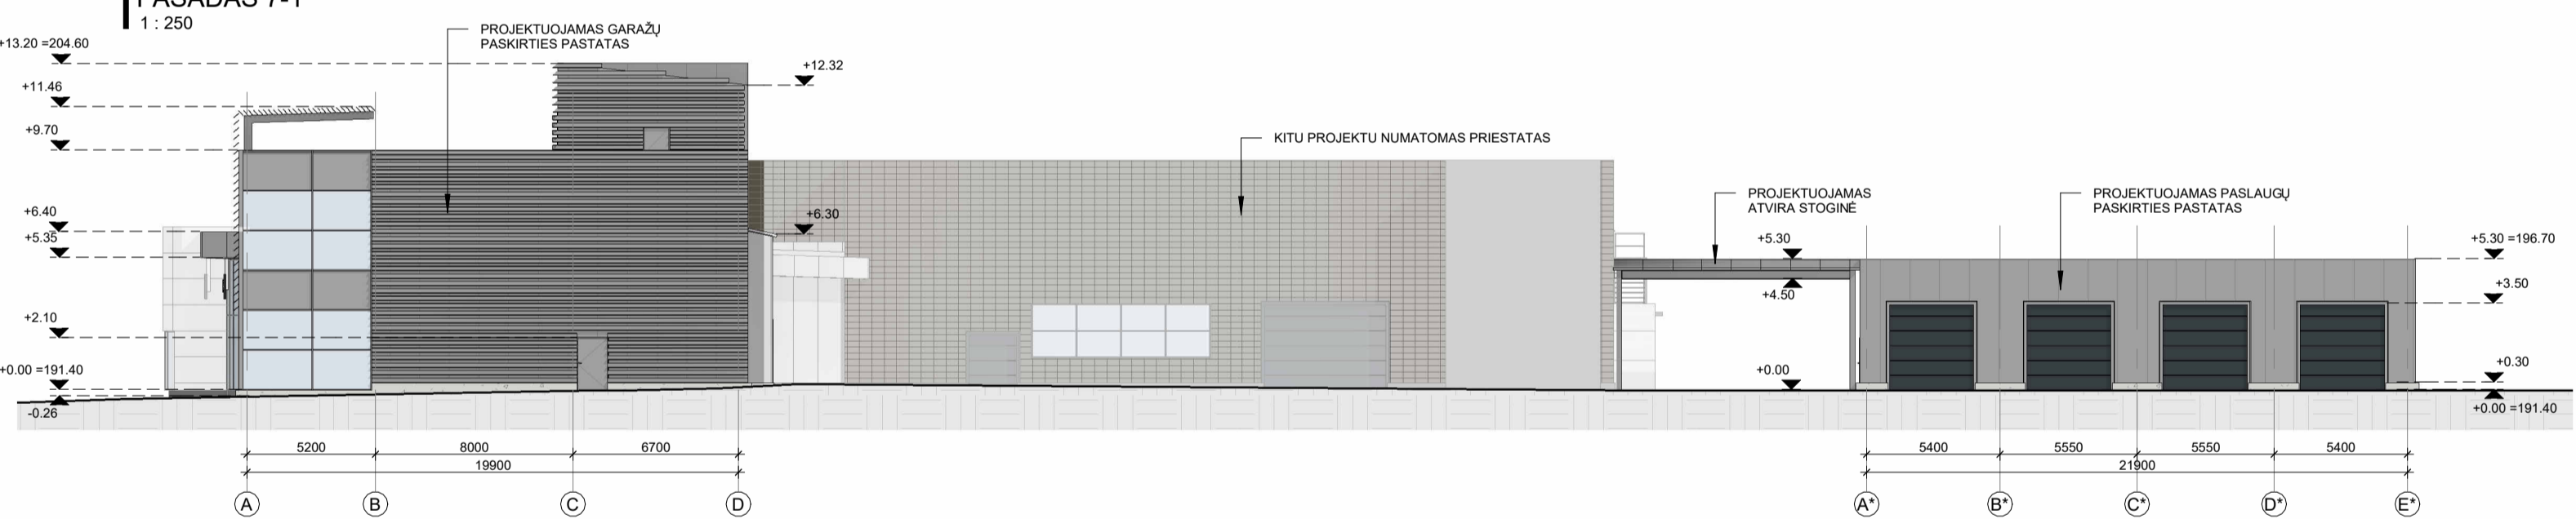 FASADAS 7-1
1 : 250
+13.20 =204.60
+11.46
+9.70
+6.40
+5.35
+2.10
+0.00 =191.40
-0.26
PROJEKTUOJAMAS GARAŽŲ
PASKIRTIES PASTATAS
+12.32
+6.30
KITU PROJEKTU NUMATOMAS PRIESTATAS
PROJEKTUOJAMAS
ATVIRA STOGINĖ
+5.30
+4.50
+0.00
PROJEKTUOJAMAS PASLAUGŲ
PASKIRTIES PASTATAS
+5.30 =196.70
+3.50
+0.30
+0.00 =191.40
5200 8000 6700
19900
A B C D
5400 5550 5550 5400
21900
A* B* C* D* E*